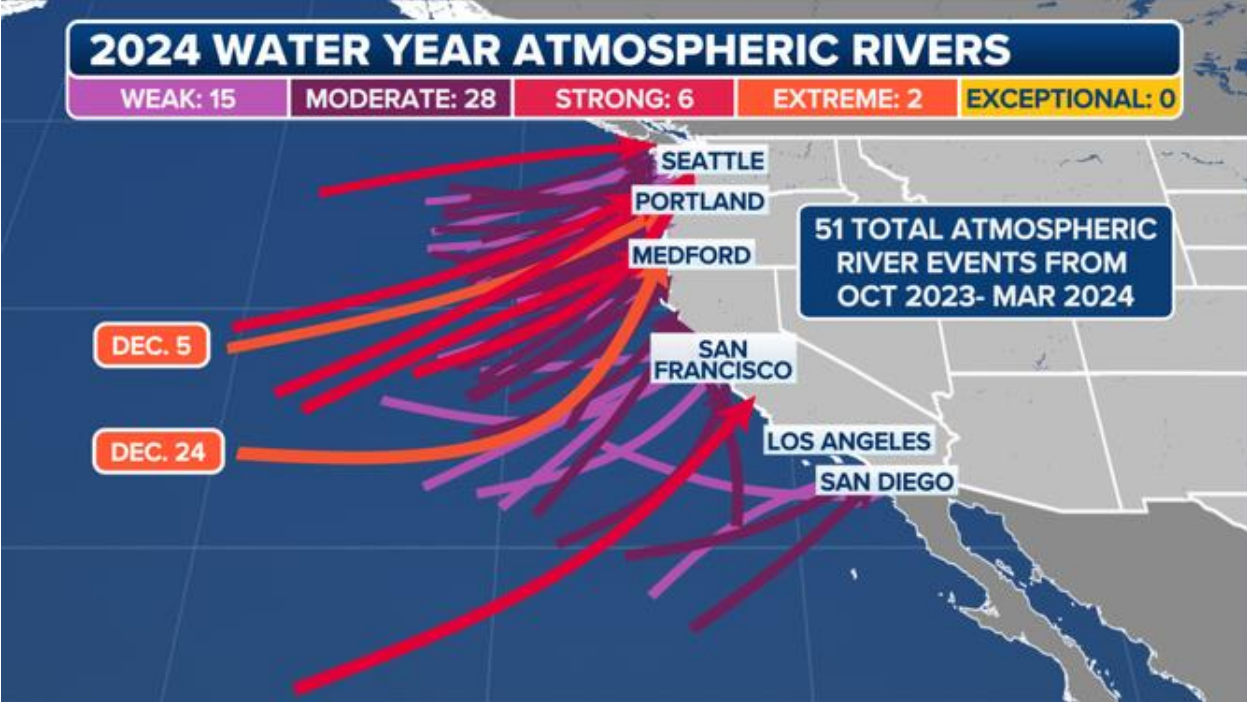 2024 WATER YEAR ATMOSPHERIC RIVERS
WEAK: 15
MODERATE: 28
STRONG: 6
EXTREME: 2
EXCEPTIONAL: 0
SEATTLE
PORTLAND
MEDFORD
51 TOTAL ATMOSPHERIC
RIVER EVENTS FROM
OCT 2023- MAR 2024
DEC. 5
SAN
FRANCISCO
DEC. 24
LOS ANGELES
SAN DIEGO